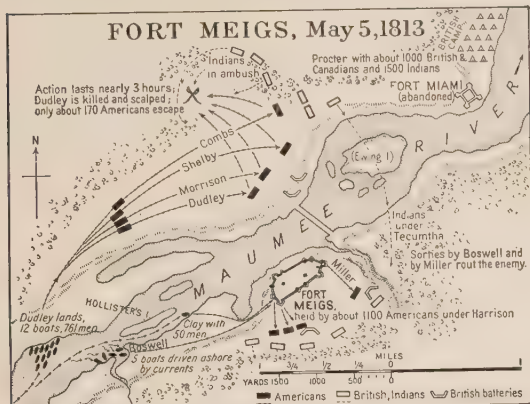 FORT MEIGS, May 5, 1813
BRITISH
CAMP
Indians
in ambush
Procter with about 1000 British &
Canadians and 1500 Indians
FORT MIAMI
(abandoned)
Action lasts nearly 3 hours.
Dudley is killed and scalped;
only about 170 Americans escape
N
Combs
Shelby
Morrison
Dudley
(Ewing I.)
MAUMEE RIVER
Indians
under
Tecumtha
Sorties by Boswell and
by Miller rout the enemy.
Miller
HOLLISTER'S I.
FORT
MEIGS,
held by about 1100 Americans under Harrison
Dudley lands,
12 boats, 761 men
Clay with
50 men
Boswell
5 boats driven ashore
by currents
MILES
3/4 1/2 1/4 0 1
YARDS 1500 1000 500 0
Americans British, Indians British batteries